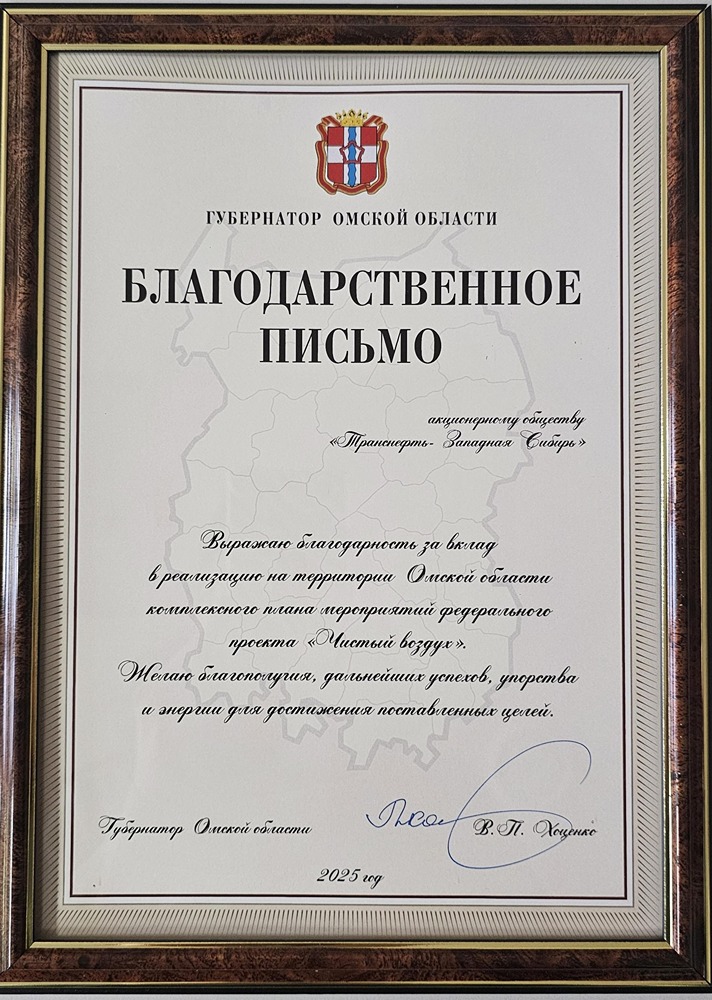 ГУБЕРНАТОР ОМСКОЙ ОБЛАСТИ
БЛАГОДАРСТВЕННОЕ
ПИСЬМО
акционерному обществу
«Транснефть- Западная Сибирь»
Выражаю благодарность за вклад
в реализацию на территории Омской области
комплексного плана мероприятий федерального
проекта «Чистый воздух».
Желаю благополучия, дальнейших успехов, упорства
и энергии для достижения поставленных целей.
Губернатор Омской области
В.П. Хоценко
2025 год